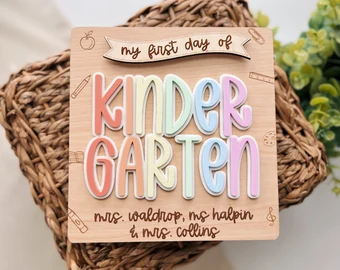 my first day of
KINDER
GARTEN
mrs. waldrop, ms halpin
& mrs. collins